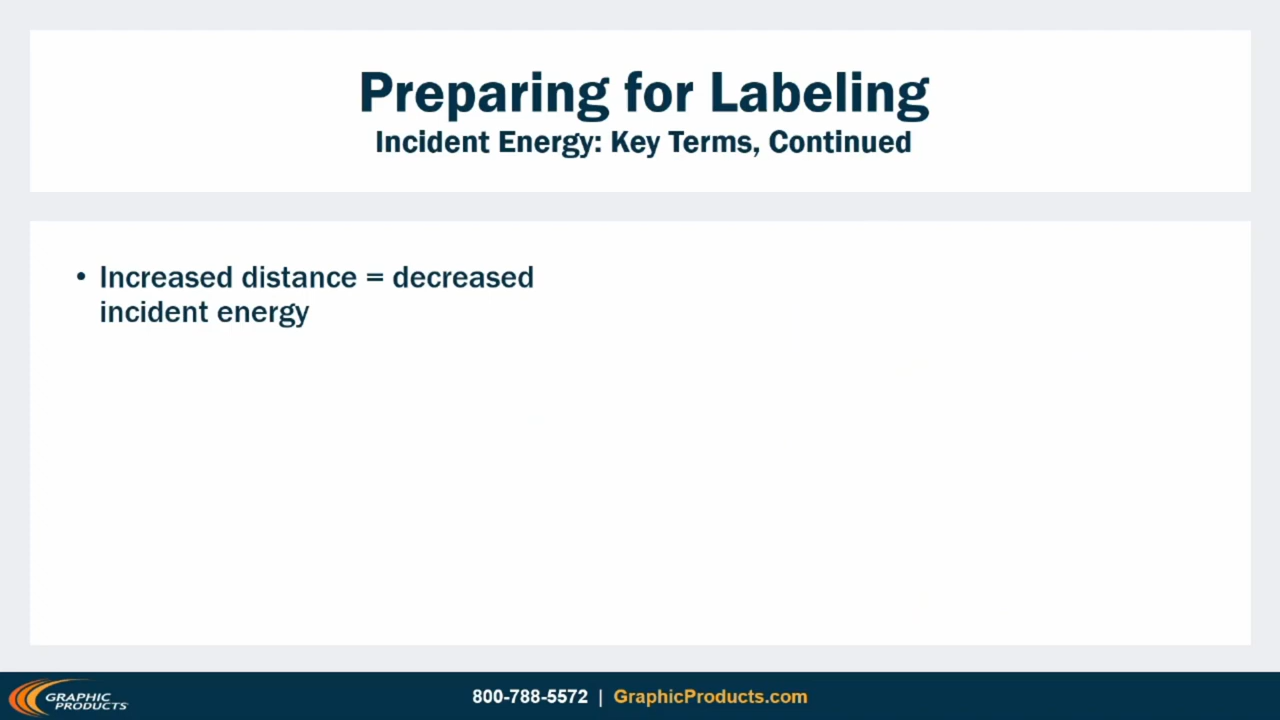 Preparing for Labeling
Incident Energy: Key Terms, Continued
• Increased distance = decreased
incident energy
GRAPHIC
PRODUCTS
800-788-5572 | GraphicProducts.com